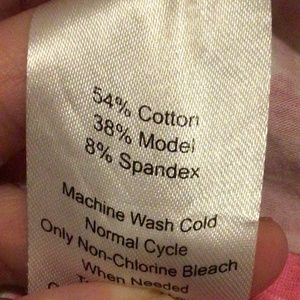 54% Cotton
38% Model
8% Spandex
Machine Wash Cold
Normal Cycle
Only Non-Chlorine Bleach
When Needed